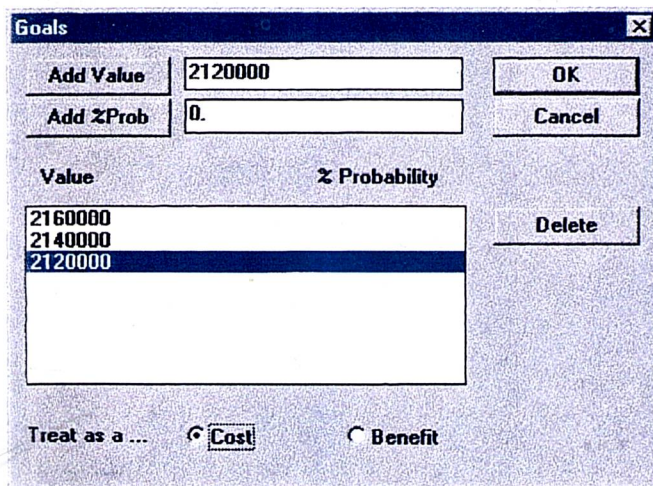 Goals
Add Value 2120000 OK
Add %Prob 0. Cancel
Value % Probability
2160000 Delete
2140000
2120000
Treat as a ... Cost Benefit